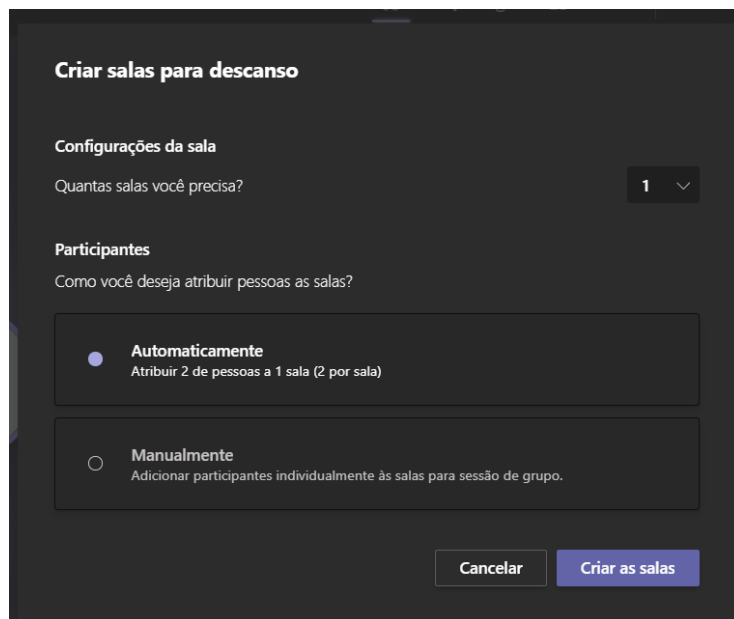 Criar salas para descanso
Configurações da sala
Quantas salas você precisa?
1
Participantes
Como você deseja atribuir pessoas as salas?
Automaticamente
Atribuir 2 de pessoas a 1 sala (2 por sala)
Manualmente
Adicionar participantes individualmente às salas para sessão de grupo.
Cancelar
Criar as salas